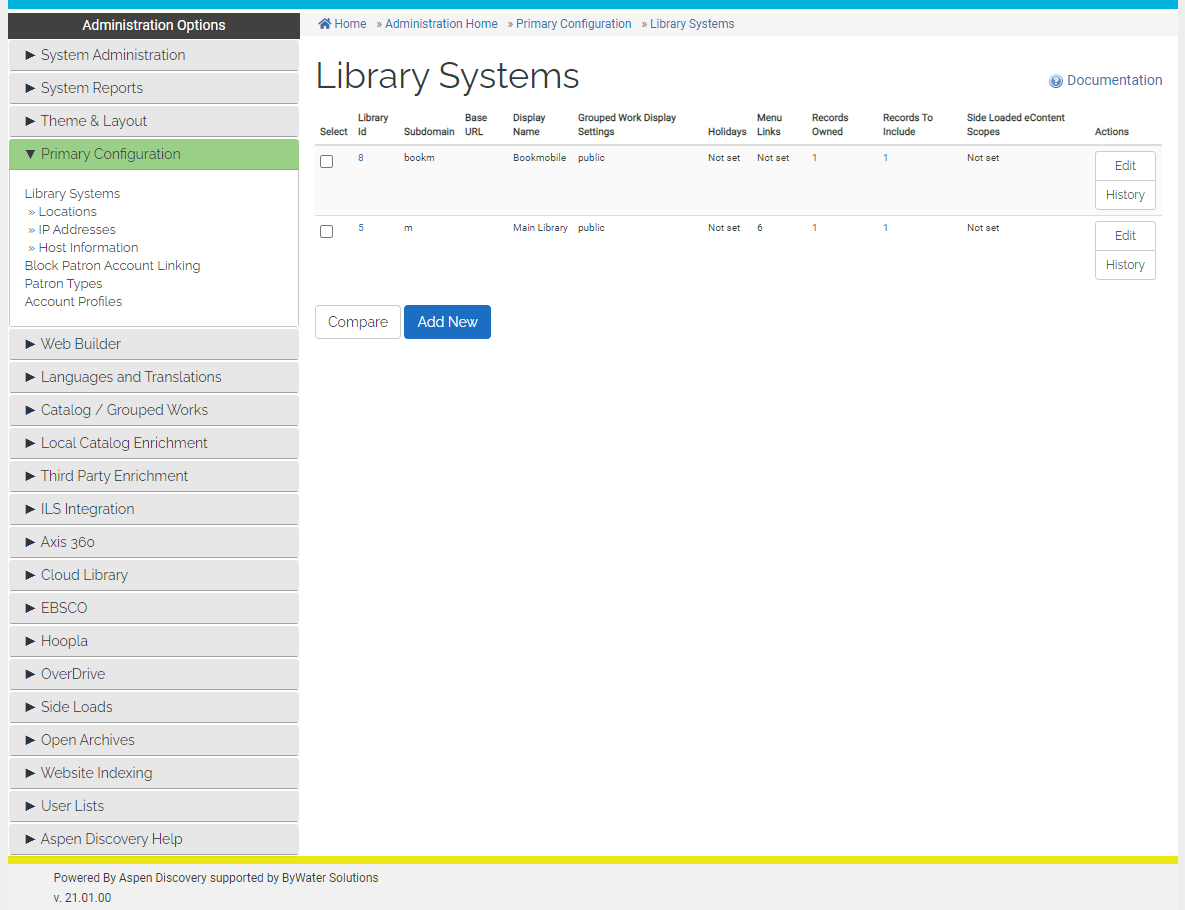 Administration Options
Home » Administration Home » Primary Configuration » Library Systems
► System Administration
► System Reports
► Theme & Layout
▼ Primary Configuration
Library Systems
» Locations
» IP Addresses
» Host Information
Block Patron Account Linking
Patron Types
Account Profiles
► Web Builder
► Languages and Translations
► Catalog / Grouped Works
► Local Catalog Enrichment
► Third Party Enrichment
► ILS Integration
► Axis 360
► Cloud Library
► EBSCO
► Hoopla
► OverDrive
► Side Loads
► Open Archives
► Website Indexing
► User Lists
► Aspen Discovery Help
Library Systems
Documentation
Select Library Id Subdomain Base URL Display Name Grouped Work Display Settings Holidays Menu Links Records Owned Records To Include Side Loaded eContent Scopes Actions
8 bookm Bookmobile public Not set Not set 1 1 Not set Edit
History
5 m Main Library public Not set 6 1 1 Not set Edit
History
Compare Add New
Powered By Aspen Discovery supported by ByWater Solutions
v. 21.01.00